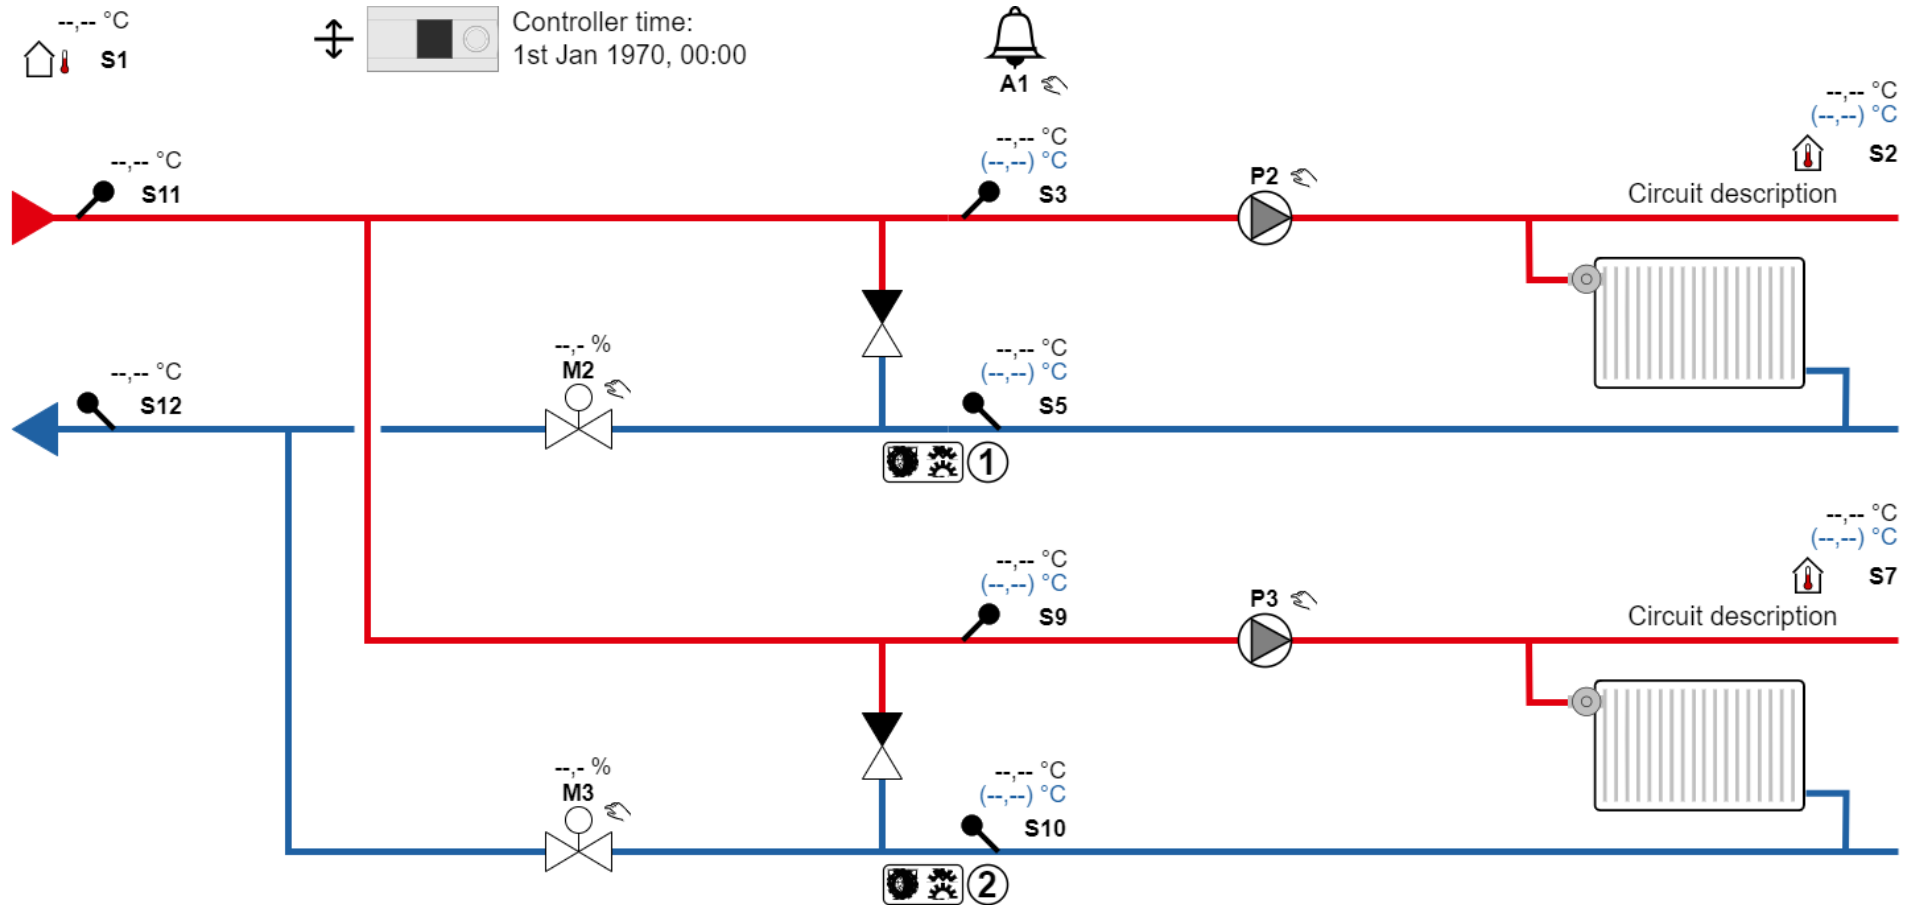 --,-- °C
S1
Controller time:
1st Jan 1970, 00:00
A1
--,-- °C
(--,--) °C
S2
Circuit description
--,-- °C
S11
--,-- °C
(--,--) °C
S3
P2
--,-- °C
S12
--,- %
M2
--,-- °C
(--,--) °C
S5
1
--,-- °C
(--,--) °C
S7
Circuit description
--,-- °C
(--,--) °C
S9
P3
--,- %
M3
--,-- °C
(--,--) °C
S10
2